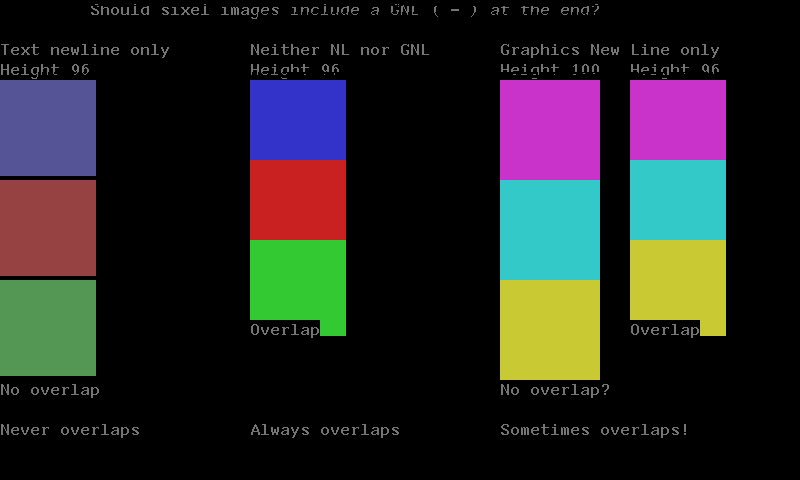 Should sixel images include a GNL ( - ) at the end?
Text newline only
Neither NL nor GNL
Graphics New Line only
Height 96
Height 96
Height 100
Height 96
Overlap
Overlap
No overlap
No overlap?
Never overlaps
Always overlaps
Sometimes overlaps!